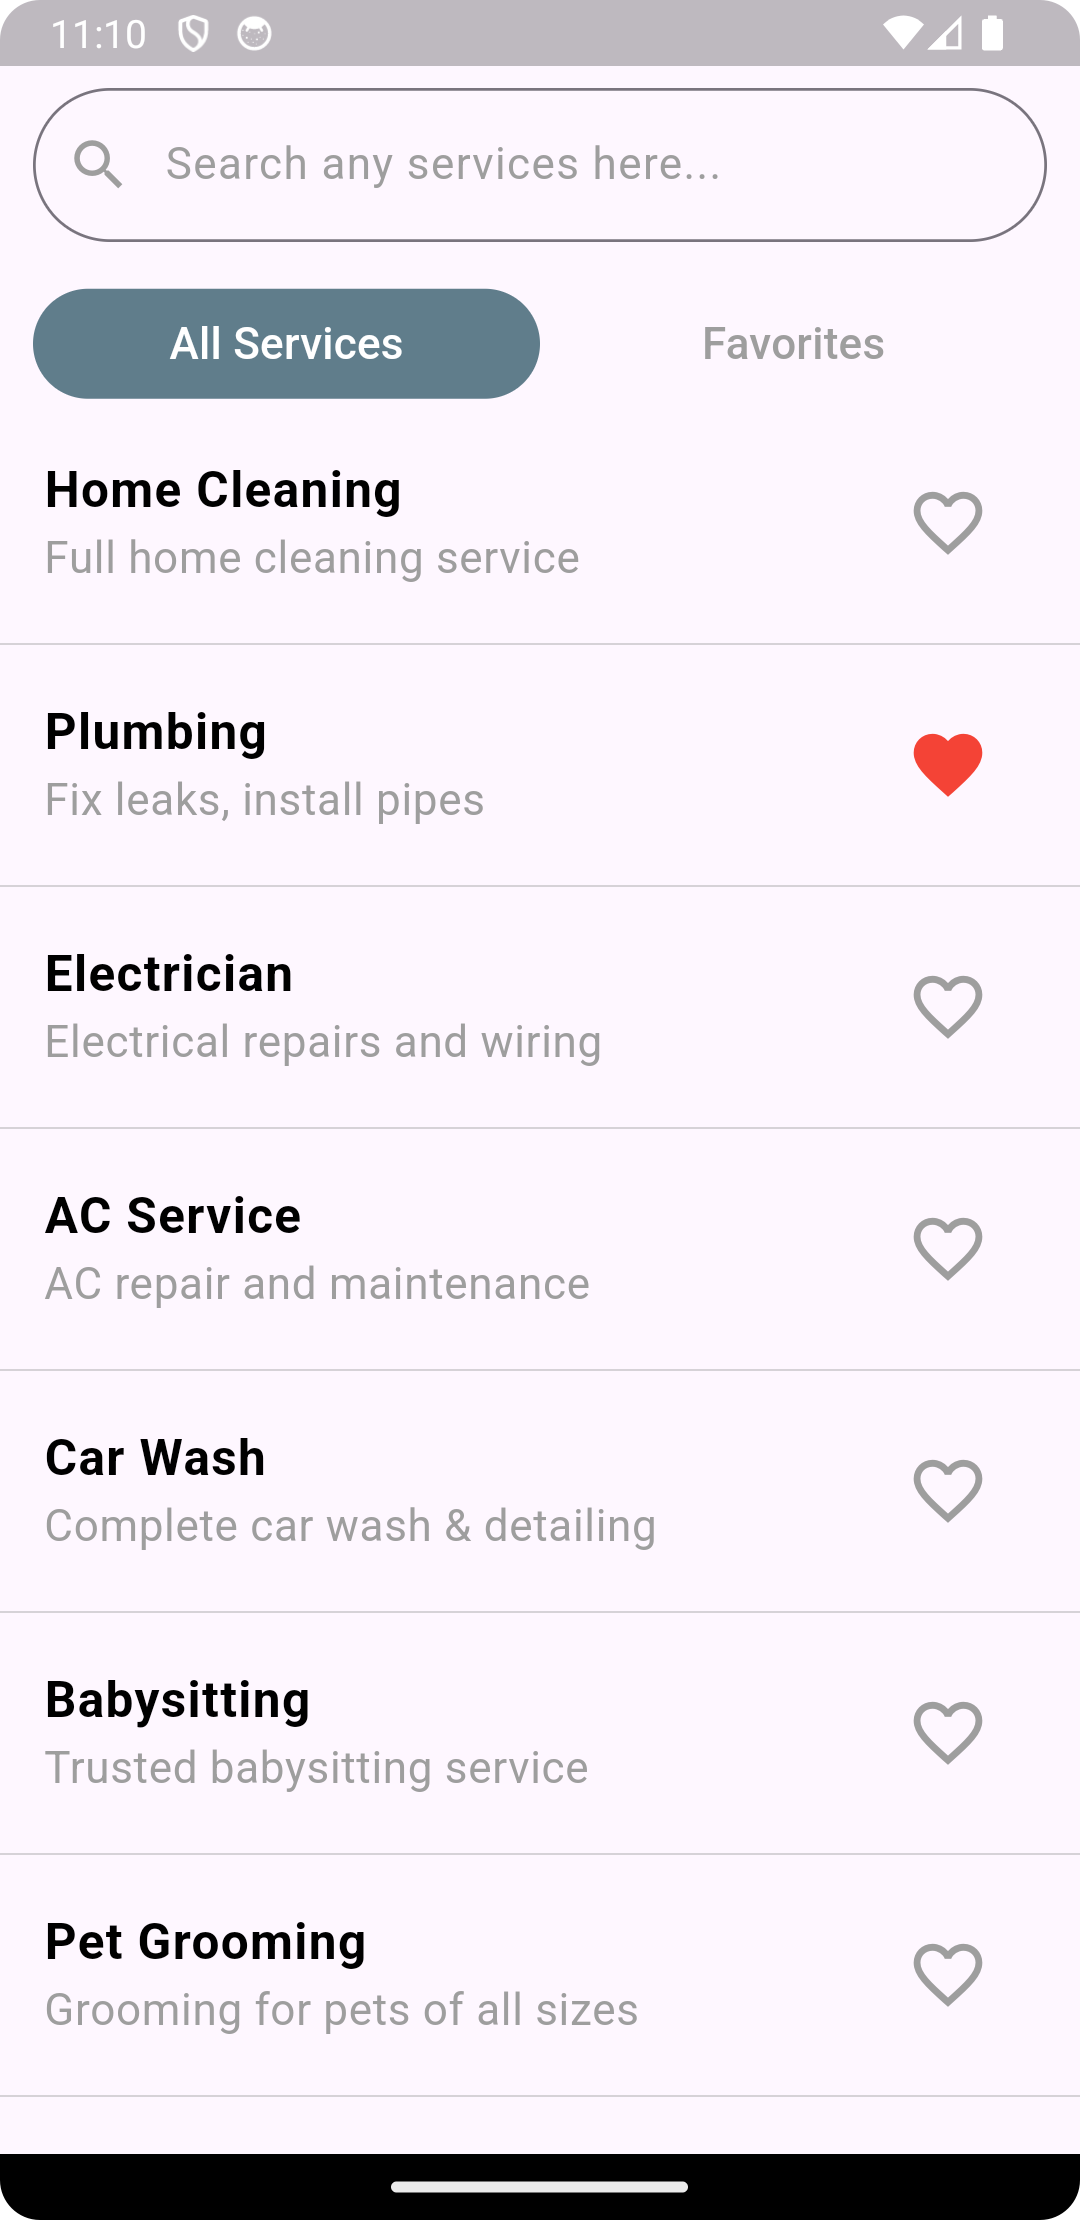 11:10
Search any services here...
All Services
Favorites
Home Cleaning
Full home cleaning service
Plumbing
Fix leaks, install pipes
Electrician
Electrical repairs and wiring
AC Service
AC repair and maintenance
Car Wash
Complete car wash & detailing
Babysitting
Trusted babysitting service
Pet Grooming
Grooming for pets of all sizes